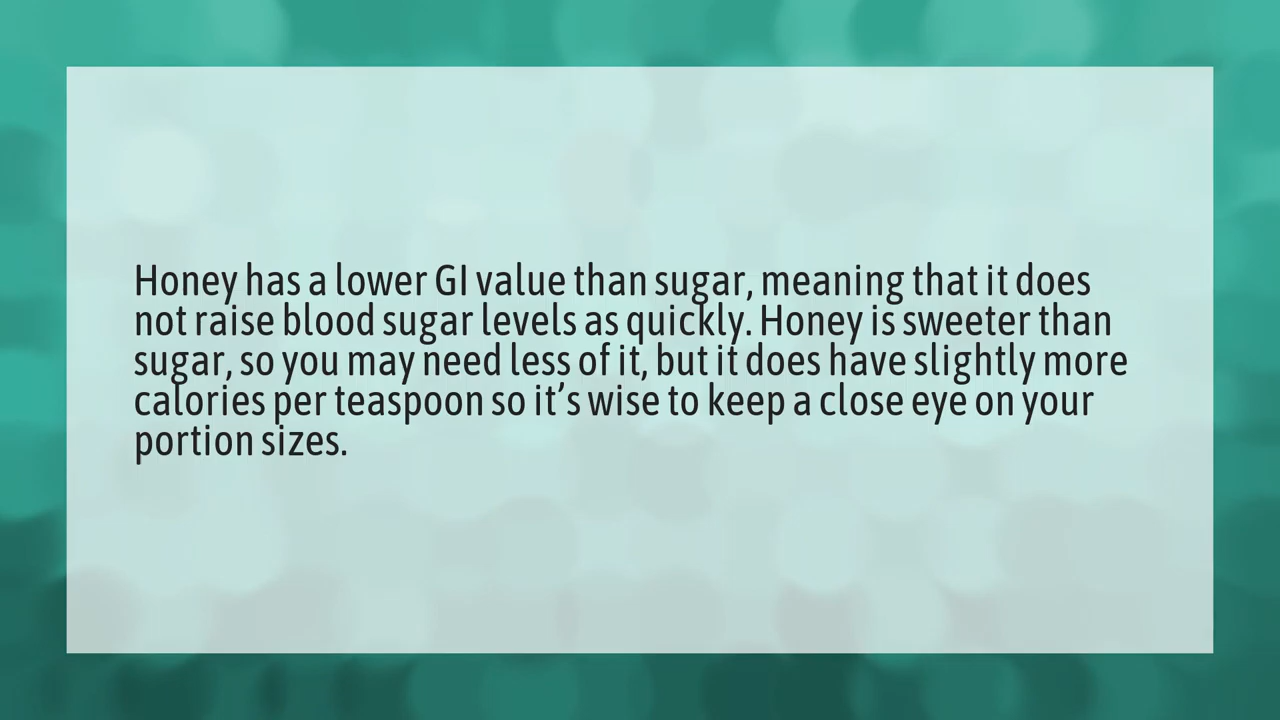 Honey has a lower GI value than sugar, meaning that it does
not raise blood sugar levels as quickly. Honey is sweeter than
sugar, so you may need less of it, but it does have slightly more
calories per teaspoon so it’s wise to keep a close eye on your
portion sizes.